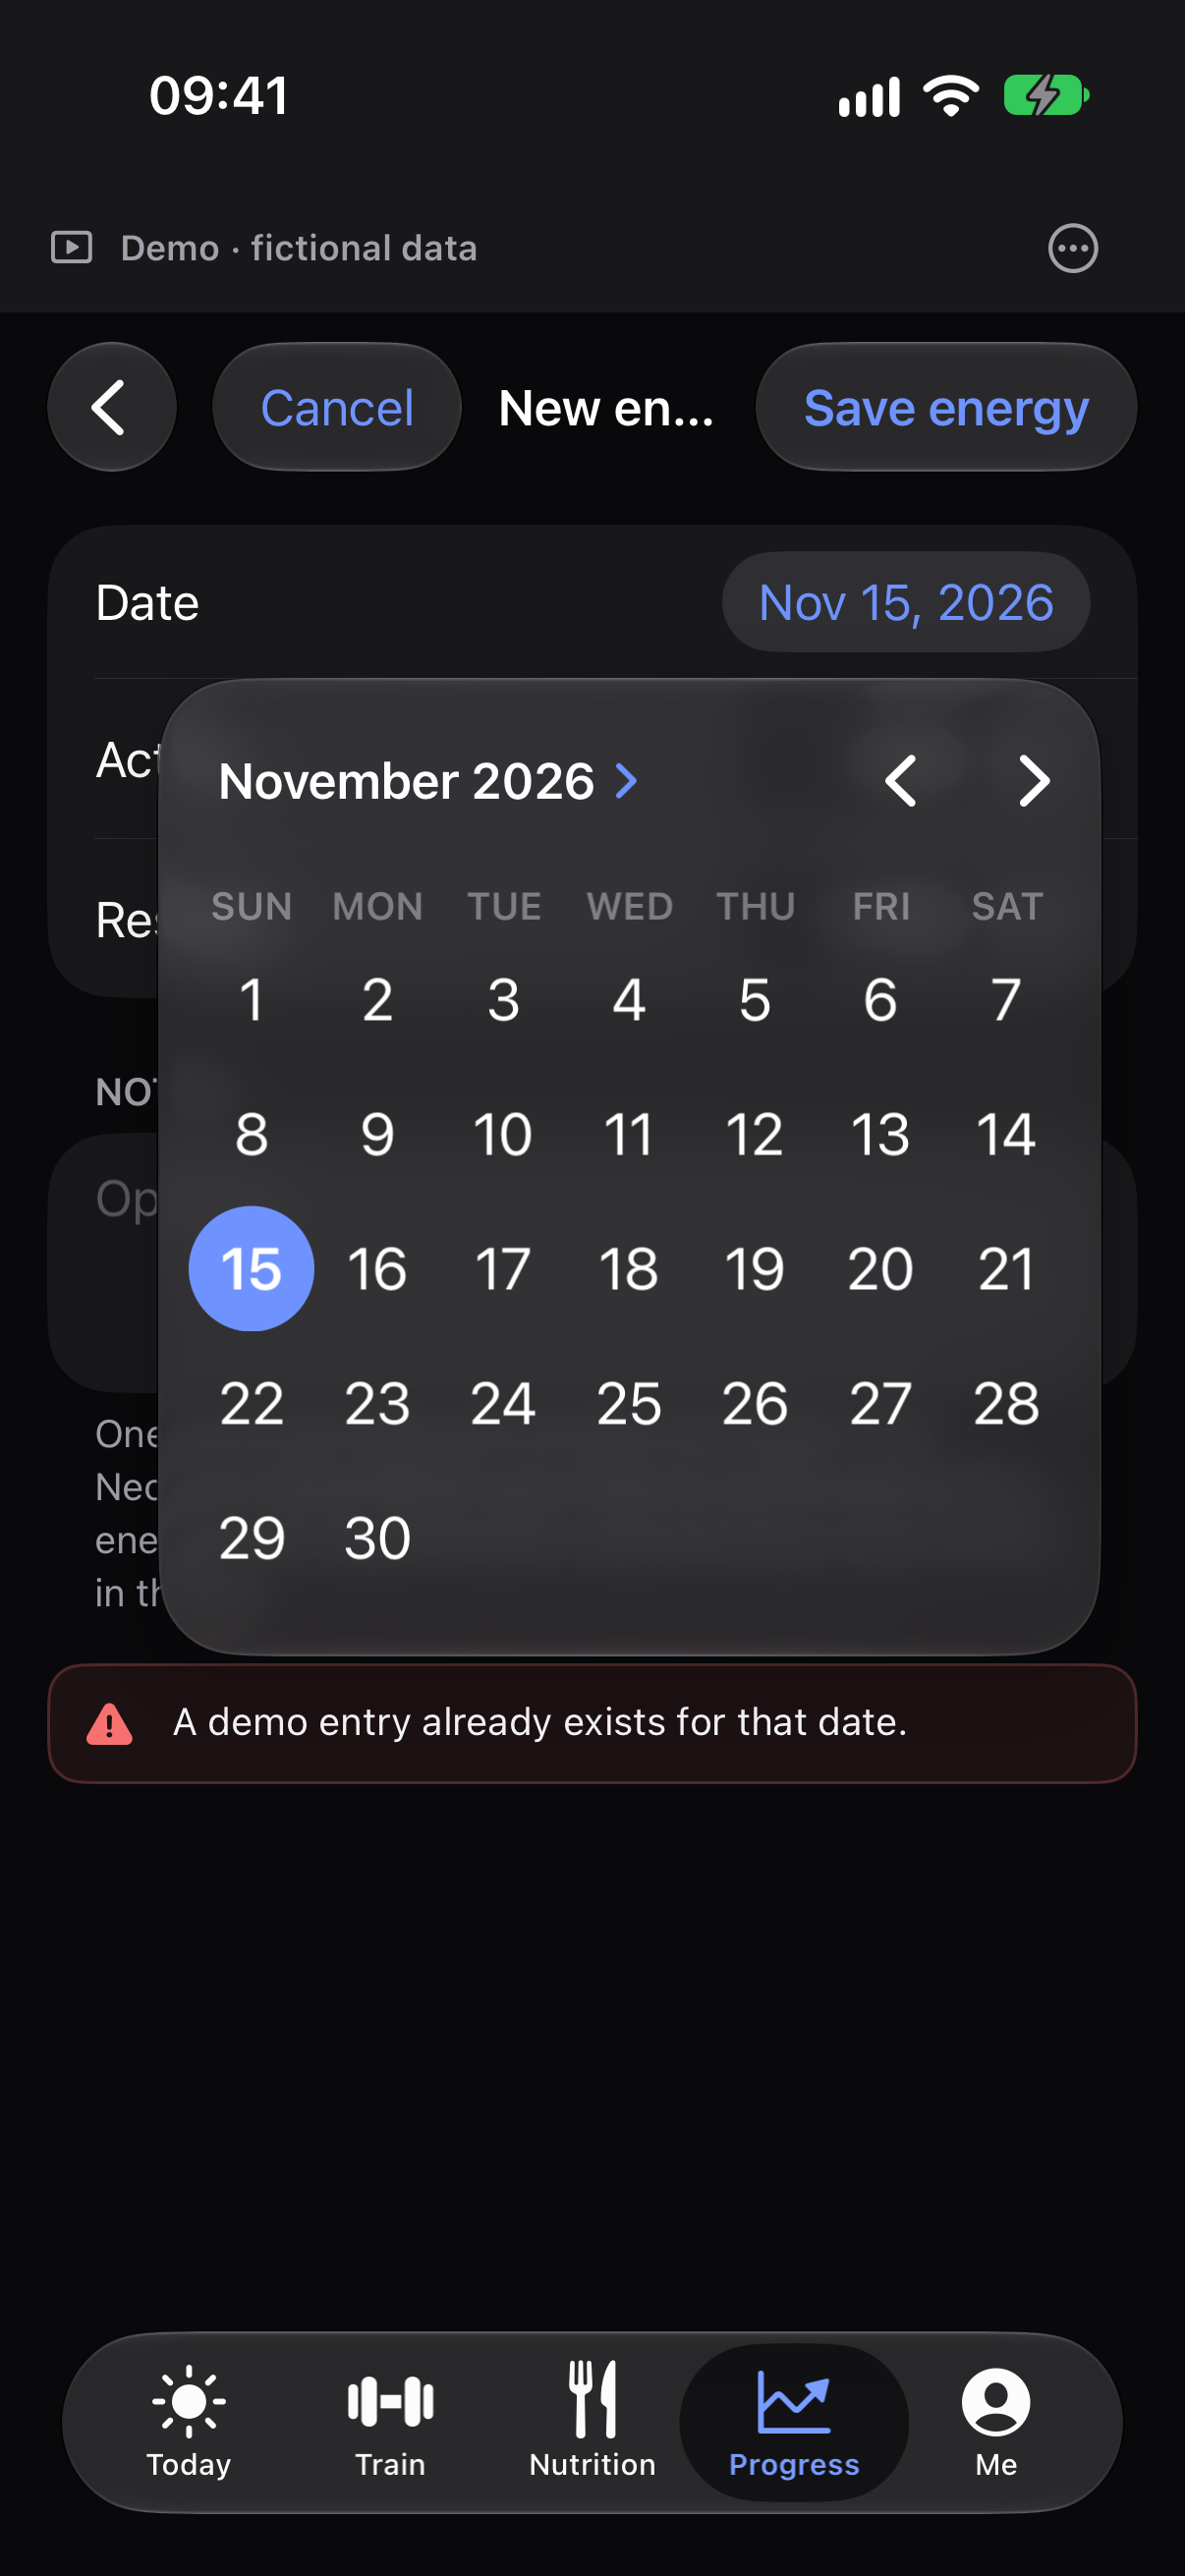 09:41
Demo · fictional data
Cancel
New en...
Save energy
Date
Nov 15, 2026
November 2026
SUN MON TUE WED THU FRI SAT
1 2 3 4 5 6 7
8 9 10 11 12 13 14
15 16 17 18 19 20 21
22 23 24 25 26 27 28
29 30
A demo entry already exists for that date.
Today
Train
Nutrition
Progress
Me